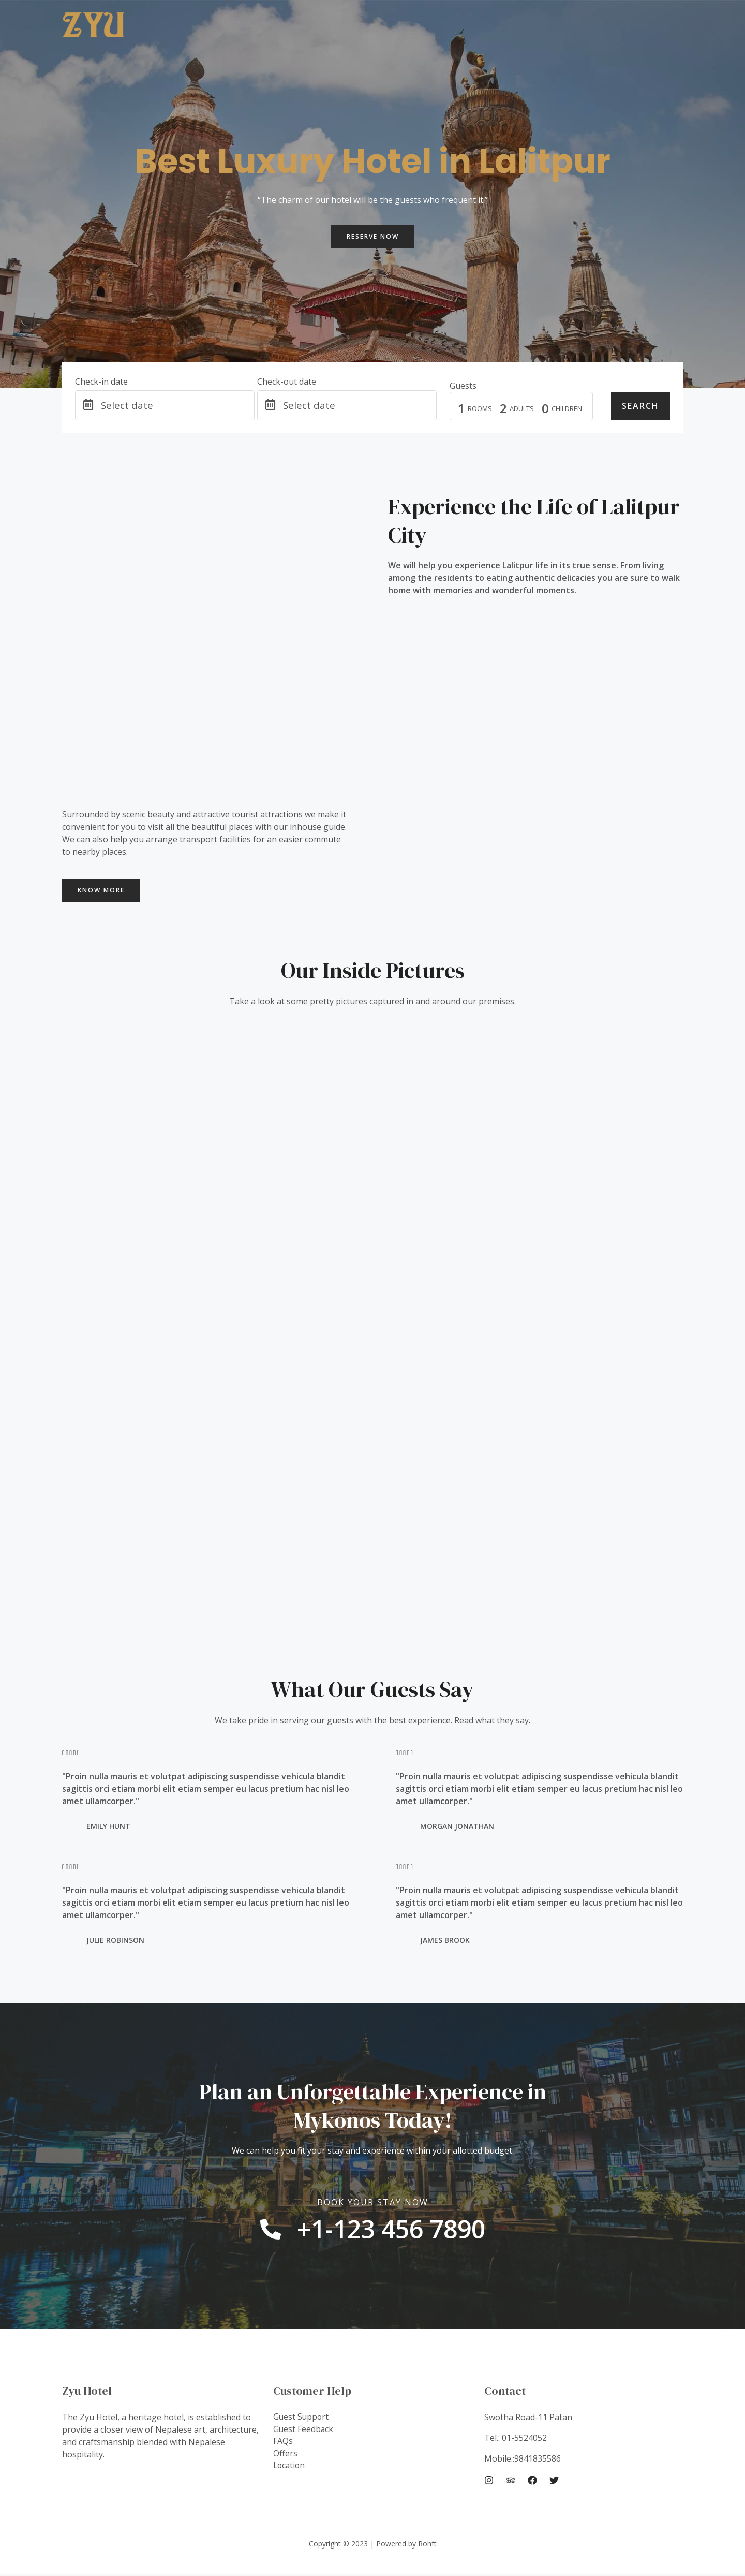 ZYU
Best Luxury Hotel in Lalitpur
“The charm of our hotel will be the guests who frequent it.”
RESERVE NOW
Check-in date
Check-out date
Guests
Select date
Select date
1 ROOMS 2 ADULTS 0 CHILDREN
SEARCH
Experience the Life of Lalitpur
City
We will help you experience Lalitpur life in its true sense. From living
among the residents to eating authentic delicacies you are sure to walk
home with memories and wonderful moments.
Surrounded by scenic beauty and attractive tourist attractions we make it
convenient for you to visit all the beautiful places with our inhouse guide.
We can also help you arrange transport facilities for an easier commute
to nearby places.
KNOW MORE
Our Inside Pictures
Take a look at some pretty pictures captured in and around our premises.
What Our Guests Say
We take pride in serving our guests with the best experience. Read what they say.
"Proin nulla mauris et volutpat adipiscing suspendisse vehicula blandit
sagittis orci etiam morbi elit etiam semper eu lacus pretium hac nisl leo
amet ullamcorper."
EMILY HUNT
"Proin nulla mauris et volutpat adipiscing suspendisse vehicula blandit
sagittis orci etiam morbi elit etiam semper eu lacus pretium hac nisl leo
amet ullamcorper."
MORGAN JONATHAN
"Proin nulla mauris et volutpat adipiscing suspendisse vehicula blandit
sagittis orci etiam morbi elit etiam semper eu lacus pretium hac nisl leo
amet ullamcorper."
JULIE ROBINSON
"Proin nulla mauris et volutpat adipiscing suspendisse vehicula blandit
sagittis orci etiam morbi elit etiam semper eu lacus pretium hac nisl leo
amet ullamcorper."
JAMES BROOK
Plan an Unforgettable Experience in
Mykonos Today!
We can help you fit your stay and experience within your allotted budget.
BOOK YOUR STAY NOW
+1-123 456 7890
Zyu Hotel
The Zyu Hotel, a heritage hotel, is established to
provide a closer view of Nepalese art, architecture,
and craftsmanship blended with Nepalese
hospitality.
Customer Help
Guest Support
Guest Feedback
FAQs
Offers
Location
Contact
Swotha Road-11 Patan
Tel.: 01-5524052
Mobile.:9841835586
Copyright © 2023 | Powered by Rohft